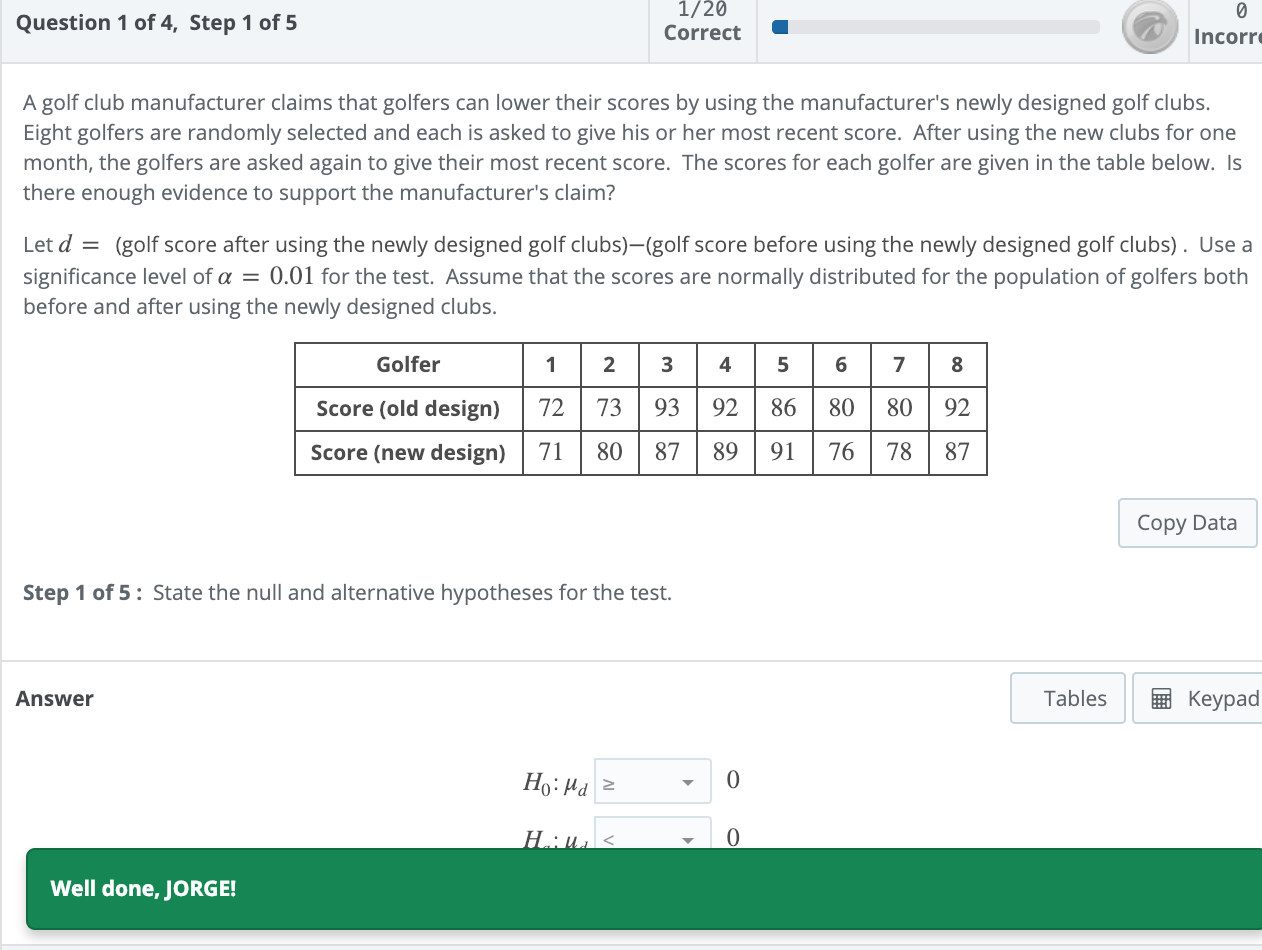 Question 1 of 4, Step 1 of 5
1/20
Correct
0
A golf club manufacturer claims that golfers can lower their scores by using the manufacturer's newly designed golf clubs.
Eight golfers are randomly selected and each is asked to give his or her most recent score. After using the new clubs for one
month, the golfers are asked again to give their most recent score. The scores for each golfer are given in the table below. Is
there enough evidence to support the manufacturer's claim?
Let d = (golf score after using the newly designed golf clubs)−(golf score before using the newly designed golf clubs) . Use a
significance level of α = 0.01 for the test. Assume that the scores are normally distributed for the population of golfers both
before and after using the newly designed clubs.
Golfer 1 2 3 4 5 6 7 8
Score (old design) 72 73 93 92 86 80 80 92
Score (new design) 71 80 87 89 91 76 78 87
Copy Data
Step 1 of 5 : State the null and alternative hypotheses for the test.
Answer
Tables
Keypad
H₀: μd ≥ 0
Hₐ: μd < 0
Well done, JORGE!